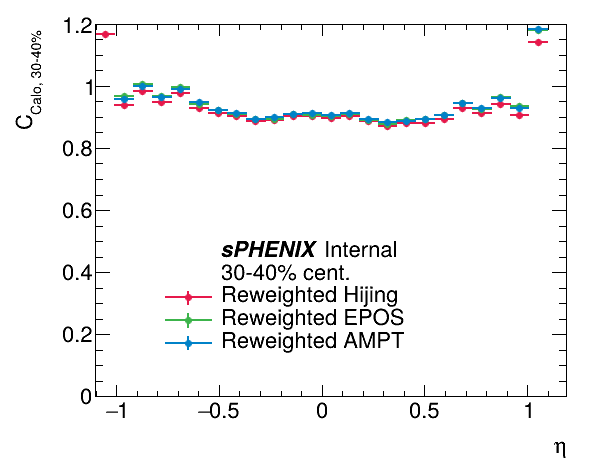 C_Calo, 30-40%
1.2
1
0.8
0.6
0.4
0.2
0
sPHENIX Internal
30-40% cent.
Reweighted Hijing
Reweighted EPOS
Reweighted AMPT
−1
−0.5
0
0.5
1
η